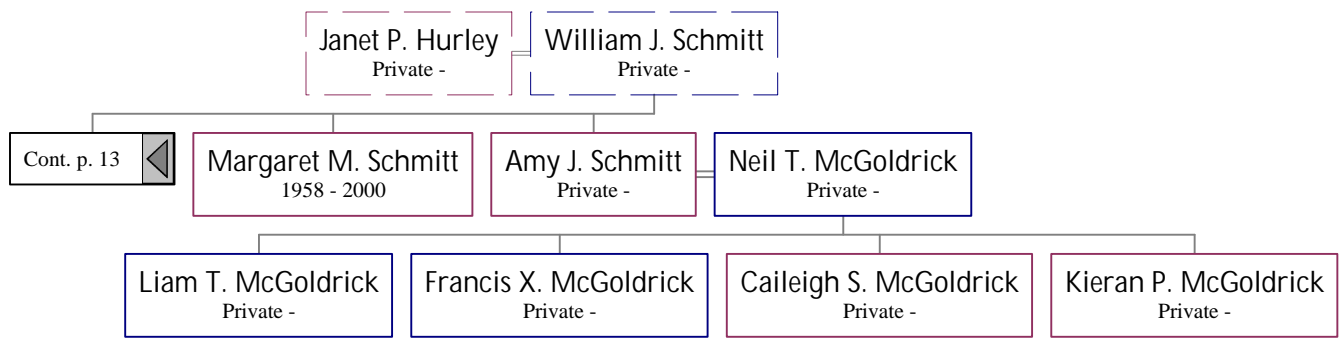 Janet P. Hurley
Private -
William J. Schmitt
Private -
Cont. p. 13
Margaret M. Schmitt
1958 - 2000
Amy J. Schmitt
Private -
Neil T. McGoldrick
Private -
Liam T. McGoldrick
Private -
Francis X. McGoldrick
Private -
Caileigh S. McGoldrick
Private -
Kieran P. McGoldrick
Private -